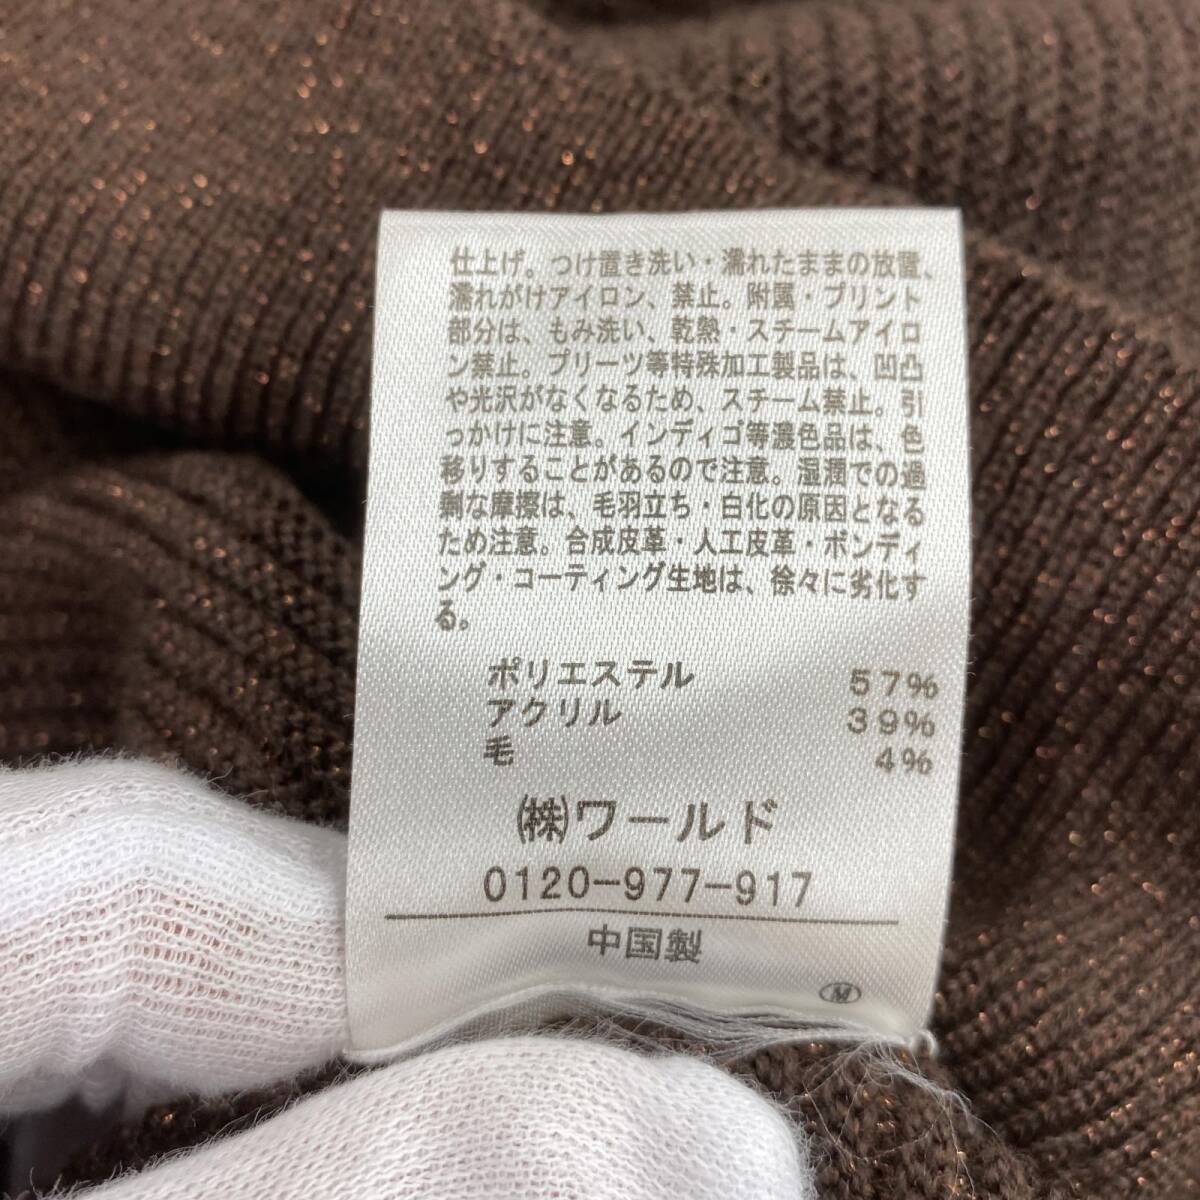 仕上げ。つけ置き洗い・濡れたままの放置、
濡れがけアイロン、禁止。附属・プリント
部分は、もみ洗い、乾熱・スチームアイロ
ン禁止。プリーツ等特殊加工製品は、凹凸
や光沢がなくなるため、スチーム禁止。引
っかけに注意。インディゴ等濃色品は、色
移りすることがあるので注意。湿潤での過
剰な摩擦は、毛羽立ち・白化の原因となる
ため注意。合成皮革・人工皮革・ボンディ
ング・コーティング生地は、徐々に劣化す
る。
ポリエステル 57%
アクリル 39%
毛 4%
㈱ワールド
0120-977-917
中国製
Ⓜ